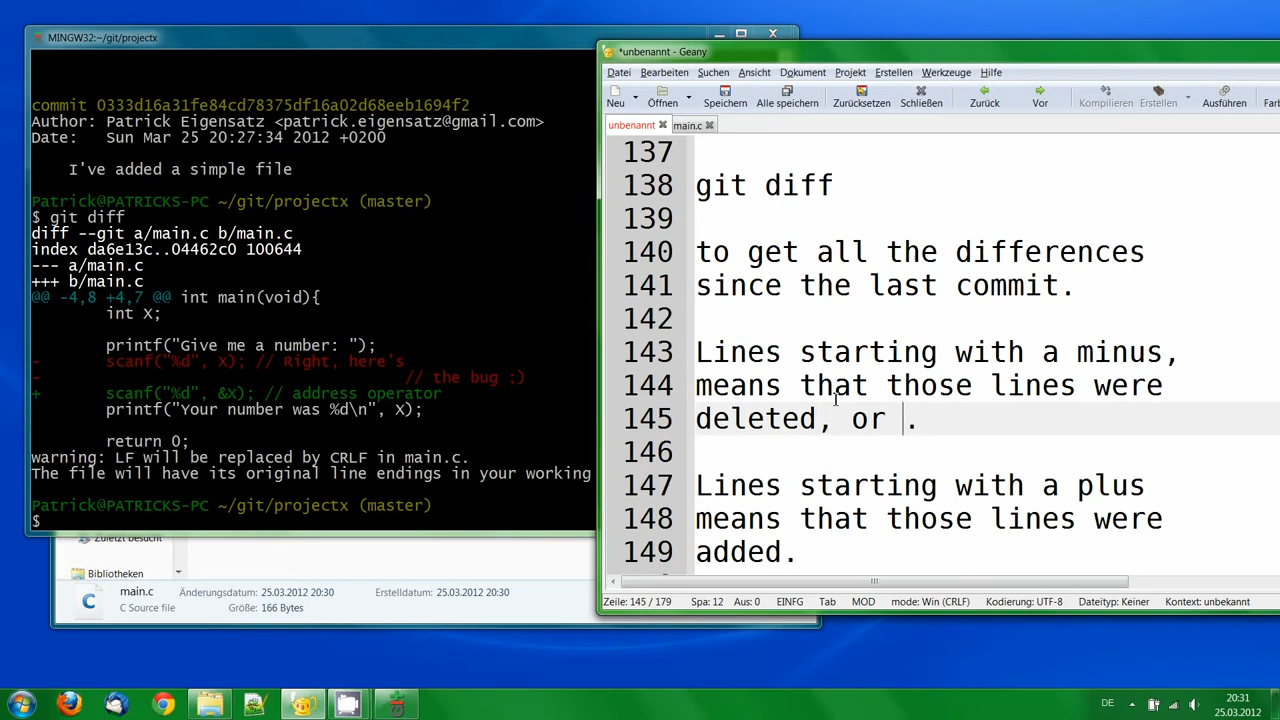 MINGW32:~/git/projectx
commit 0333d16a31fe84cd78375df16a02d68eeb1694f2
Author: Patrick Eigensatz <patrick.eigensatz@gmail.com>
Date:   Sun Mar 25 20:27:34 2012 +0200
I've added a simple file
Patrick@PATRICKS-PC ~/git/projectx (master)
$ git diff
diff --git a/main.c b/main.c
index da6e13c..04462c0 100644
--- a/main.c
+++ b/main.c
@@ -4,8 +4,7 @@ int main(void){
int X;
printf("Give me a number: ");
-       scanf("%d", X); // Right, here's
-                       // the bug ;)
+       scanf("%d", &X); // address operator
printf("Your number was %d\n", X);
return 0;
warning: LF will be replaced by CRLF in main.c.
The file will have its original line endings in your working
Patrick@PATRICKS-PC ~/git/projectx (master)
$
Zuletzt besucht
Bibliotheken
main.c
C Source file
Änderungsdatum: 25.03.2012 20:30
Größe: 166 Bytes
Erstelldatum: 25.03.2012 20:30
*unbenannt - Geany
Datei Bearbeiten Suchen Ansicht Dokument Projekt Erstellen Werkzeuge Hilfe
Neu Öffnen Speichern Alle speichern Zurücksetzen Schließen Zurück Vor Kompilieren Erstellen Ausführen
unbenannt main.c
137
138 git diff
139
140 to get all the differences
141 since the last commit.
142
143 Lines starting with a minus,
144 means that those lines were
145 deleted, or .
146
147 Lines starting with a plus
148 means that those lines were
149 added.
Zeile: 145 / 179 Spa: 12 Aus: 0 EINFG Tab MOD mode: Win (CRLF) Kodierung: UTF-8 Dateityp: Keiner Kontext: unbekannt
DE
20:31
25.03.2012